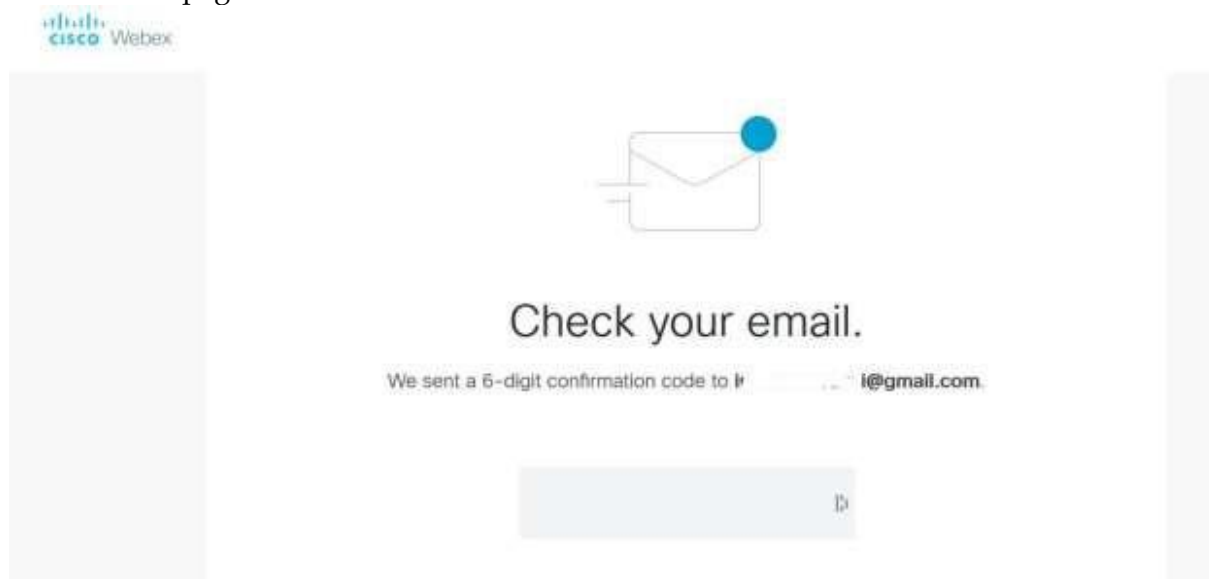 cisco Webex
Check your email.
We sent a 6-digit confirmation code to i@gmail.com.